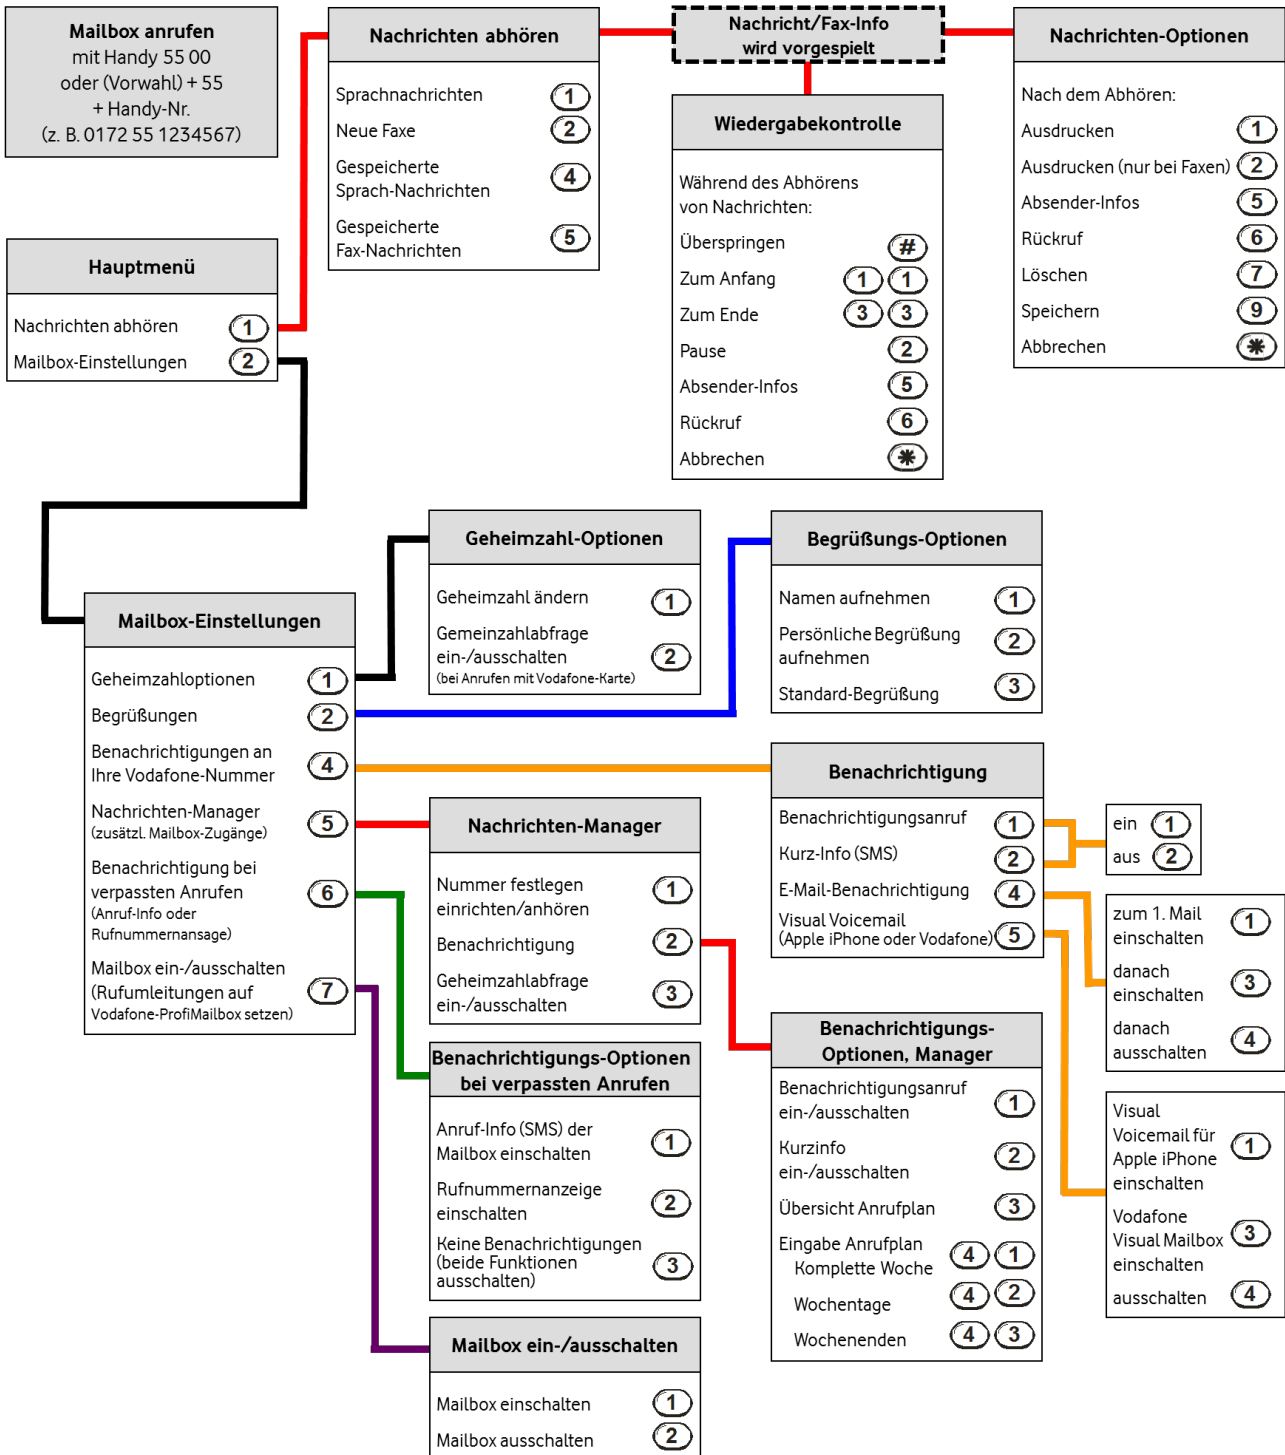 Mailbox anrufen
mit Handy 55 00
oder (Vorwahl) + 55
+ Handy-Nr.
(z. B. 0172 55 1234567)
Hauptmenü
Nachrichten abhören 1
Mailbox-Einstellungen 2
Nachrichten abhören
Sprachnachrichten 1
Neue Faxe 2
Gespeicherte
Sprach-Nachrichten 4
Gespeicherte
Fax-Nachrichten 5
Nachricht/Fax-Info
wird vorgespielt
Wiedergabekontrolle
Während des Abhörens
von Nachrichten:
Überspringen #
Zum Anfang 1 1
Zum Ende 3 3
Pause 2
Absender-Infos 5
Rückruf 6
Abbrechen *
Nachrichten-Optionen
Nach dem Abhören:
Ausdrucken 1
Ausdrucken (nur bei Faxen) 2
Absender-Infos 5
Rückruf 6
Löschen 7
Speichern 9
Abbrechen *
Mailbox-Einstellungen
Geheimzahloptionen 1
Begrüßungen 2
Benachrichtigungen an
Ihre Vodafone-Nummer 4
Nachrichten-Manager
(zusätzl. Mailbox-Zugänge) 5
Benachrichtigung bei
verpassten Anrufen 6
(Anruf-Info oder
Rufnummernansage)
Mailbox ein-/ausschalten
(Rufumleitungen auf 7
Vodafone-ProfiMailbox setzen)
Geheimzahl-Optionen
Geheimzahl ändern 1
Gemeinzahlabfrage
ein-/ausschalten 2
(bei Anrufen mit Vodafone-Karte)
Begrüßungs-Optionen
Namen aufnehmen 1
Persönliche Begrüßung
aufnehmen 2
Standard-Begrüßung 3
Benachrichtigung
Benachrichtigungsanruf 1
Kurz-Info (SMS) 2
E-Mail-Benachrichtigung 4
Visual Voicemail
(Apple iPhone oder Vodafone) 5
ein 1
aus 2
zum 1. Mail
einschalten 1
danach
einschalten 3
danach
ausschalten 4
Visual
Voicemail für
Apple iPhone 1
einschalten
Vodafone
Visual Mailbox 3
einschalten
ausschalten 4
Nachrichten-Manager
Nummer festlegen
einrichten/anhören 1
Benachrichtigung 2
Geheimzahlabfrage
ein-/ausschalten 3
Benachrichtigungs-
Optionen, Manager
Benachrichtigungsanruf
ein-/ausschalten 1
Kurzinfo
ein-/ausschalten 2
Übersicht Anrufplan 3
Eingabe Anrufplan
Komplette Woche 4 1
Wochentage 4 2
Wochenenden 4 3
Benachrichtigungs-Optionen
bei verpassten Anrufen
Anruf-Info (SMS) der
Mailbox einschalten 1
Rufnummernanzeige
einschalten 2
Keine Benachrichtigungen
(beide Funktionen 3
ausschalten)
Mailbox ein-/ausschalten
Mailbox einschalten 1
Mailbox ausschalten 2